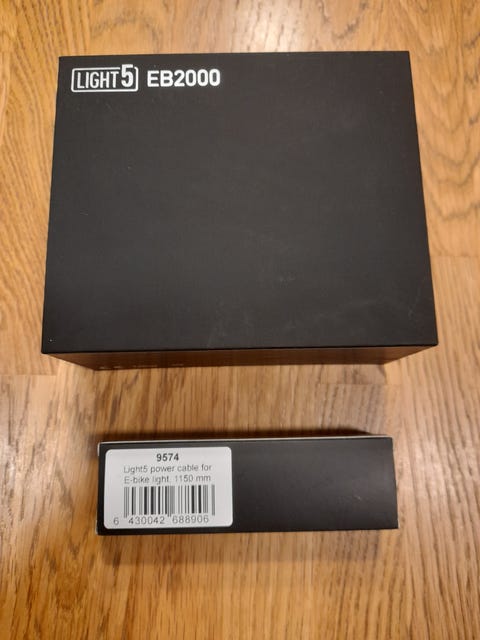 LIGHT5 EB2000
9574
Light5 power cable for
E-bike light, 1150 mm
6 430042 688906